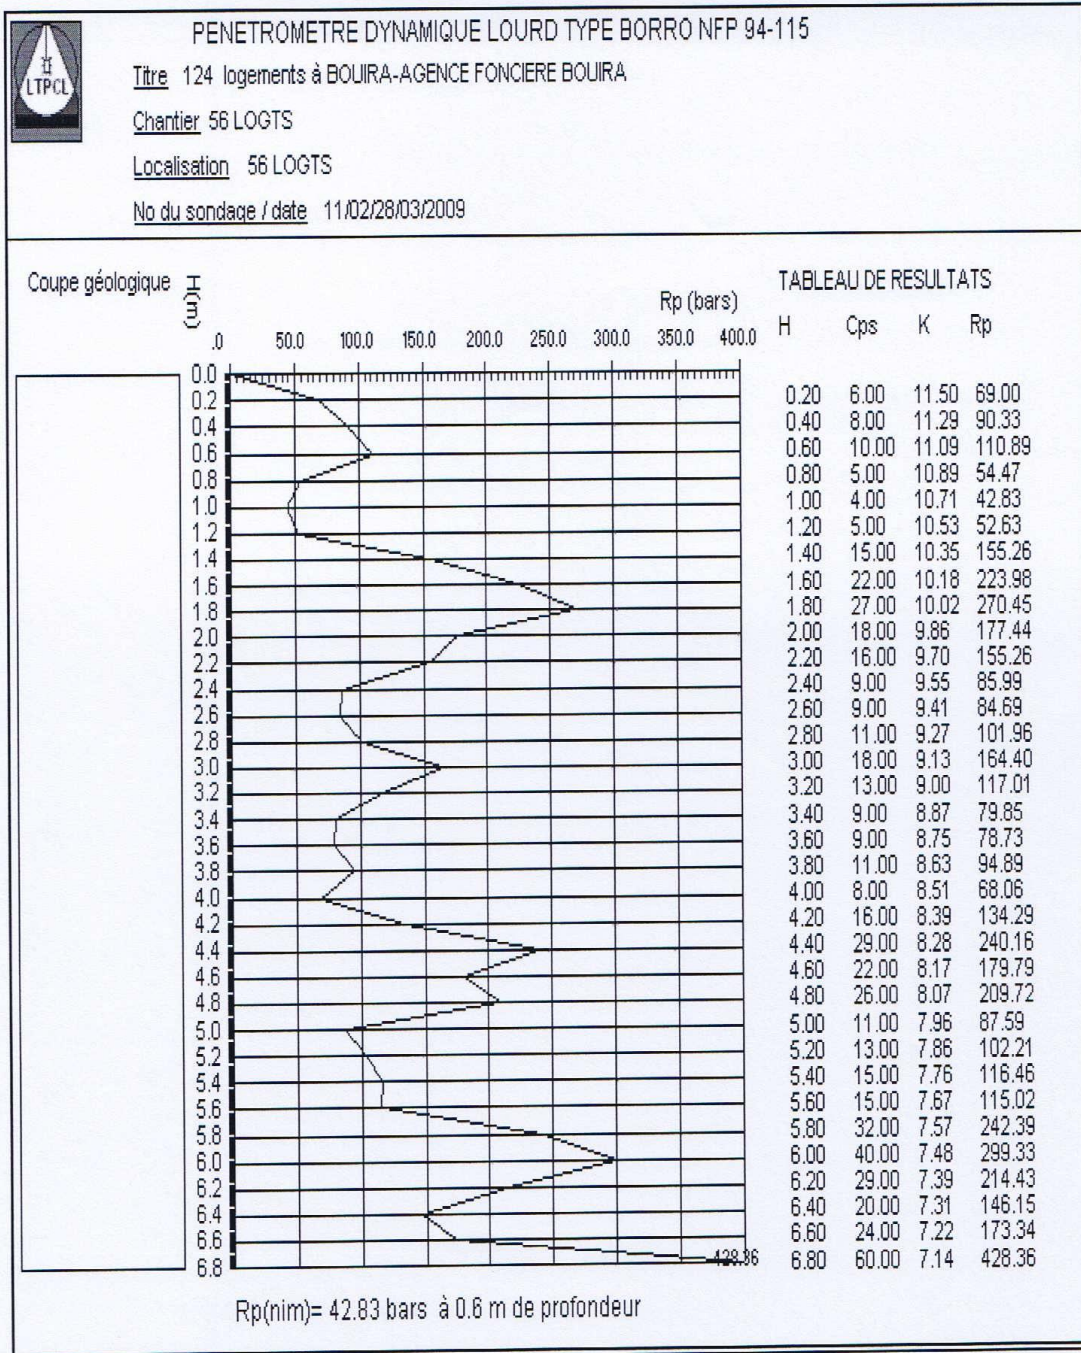 LTPCL
PENETROMETRE DYNAMIQUE LOURD TYPE BORRO NFP 94-115
Titre 124 logements à BOUIRA-AGENCE FONCIERE BOUIRA
Chantier 56 LOGTS
Localisation 56 LOGTS
No du sondage / date 11/02/28/03/2009
Coupe géologique
H(m)
Rp (bars)
.0 50.0 100.0 150.0 200.0 250.0 300.0 350.0 400.0
0.0
0.2
0.4
0.6
0.8
1.0
1.2
1.4
1.6
1.8
2.0
2.2
2.4
2.6
2.8
3.0
3.2
3.4
3.6
3.8
4.0
4.2
4.4
4.6
4.8
5.0
5.2
5.4
5.6
5.8
6.0
6.2
6.4
6.6
6.8
428.36
TABLEAU DE RESULTATS
H Cps K Rp
0.20 6.00 11.50 69.00
0.40 8.00 11.29 90.33
0.60 10.00 11.09 110.89
0.80 5.00 10.89 54.47
1.00 4.00 10.71 42.83
1.20 5.00 10.53 52.63
1.40 15.00 10.35 155.26
1.60 22.00 10.18 223.98
1.80 27.00 10.02 270.45
2.00 18.00 9.86 177.44
2.20 16.00 9.70 155.26
2.40 9.00 9.55 85.99
2.60 9.00 9.41 84.69
2.80 11.00 9.27 101.96
3.00 18.00 9.13 164.40
3.20 13.00 9.00 117.01
3.40 9.00 8.87 79.85
3.60 9.00 8.75 78.73
3.80 11.00 8.63 94.89
4.00 8.00 8.51 68.06
4.20 16.00 8.39 134.29
4.40 29.00 8.28 240.16
4.60 22.00 8.17 179.79
4.80 26.00 8.07 209.72
5.00 11.00 7.96 87.59
5.20 13.00 7.86 102.21
5.40 15.00 7.76 116.46
5.60 15.00 7.67 115.02
5.80 32.00 7.57 242.39
6.00 40.00 7.48 299.33
6.20 29.00 7.39 214.43
6.40 20.00 7.31 146.15
6.60 24.00 7.22 173.34
6.80 60.00 7.14 428.36
Rp(nim)= 42.83 bars à 0.6 m de profondeur